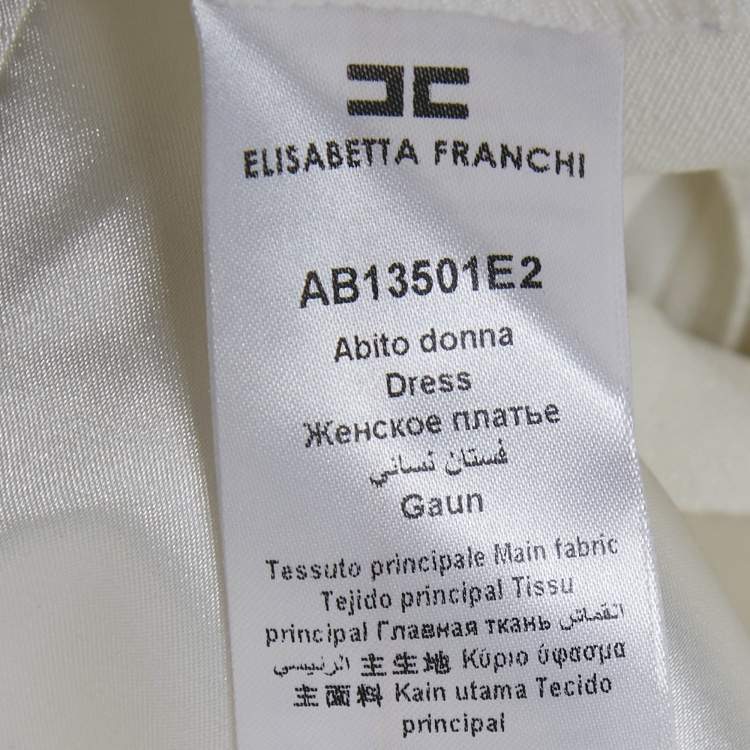 ELISABETTA FRANCHI
AB13501E2
Abito donna
Dress
Женское платье
فستان نسائي
Gaun
Tessuto principale Main fabric
Tejido principal Tissu
principal Главная ткань القماش
الرئيسي 主生地 Κύριο ύφασμα
主面料 Kain utama Tecido
principal